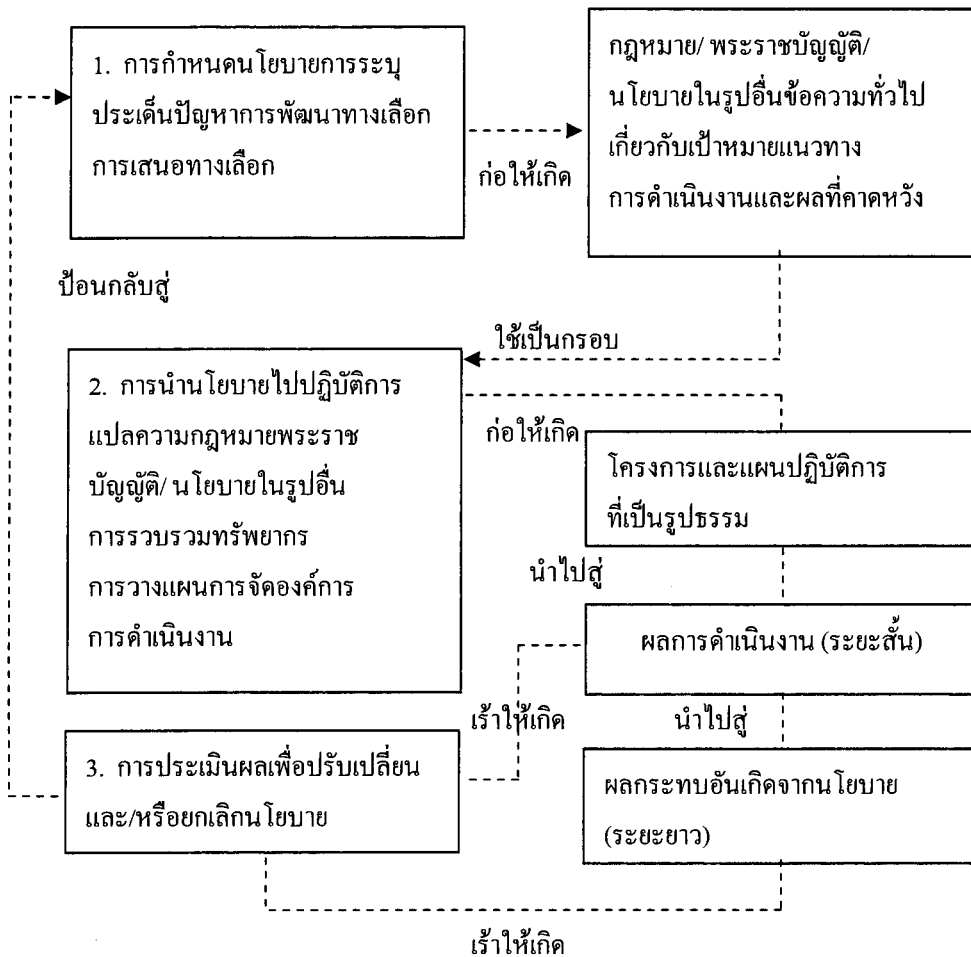 1. การกำหนดนโยบายการระบุ
ประเด็นปัญหาการพัฒนาทางเลือก
การเสนอทางเลือก
ก่อให้เกิด
กฎหมาย/ พระราชบัญญัติ/
นโยบายในรูปอื่นข้อความทั่วไป
เกี่ยวกับเป้าหมายแนวทาง
การดำเนินงานและผลที่คาดหวัง
ป้อนกลับสู่
ใช้เป็นกรอบ
2. การนำนโยบายไปปฏิบัติการ
แปลความกฎหมายพระราช
บัญญัติ/ นโยบายในรูปอื่น
การรวบรวมทรัพยากร
การวางแผนการจัดองค์การ
การดำเนินงาน
ก่อให้เกิด
โครงการและแผนปฏิบัติการ
ที่เป็นรูปธรรม
นำไปสู่
ผลการดำเนินงาน (ระยะสั้น)
เร้าให้เกิด
นำไปสู่
3. การประเมินผลเพื่อปรับเปลี่ยน
และ/หรือยกเลิกนโยบาย
ผลกระทบอันเกิดจากนโยบาย
(ระยะยาว)
เร้าให้เกิด